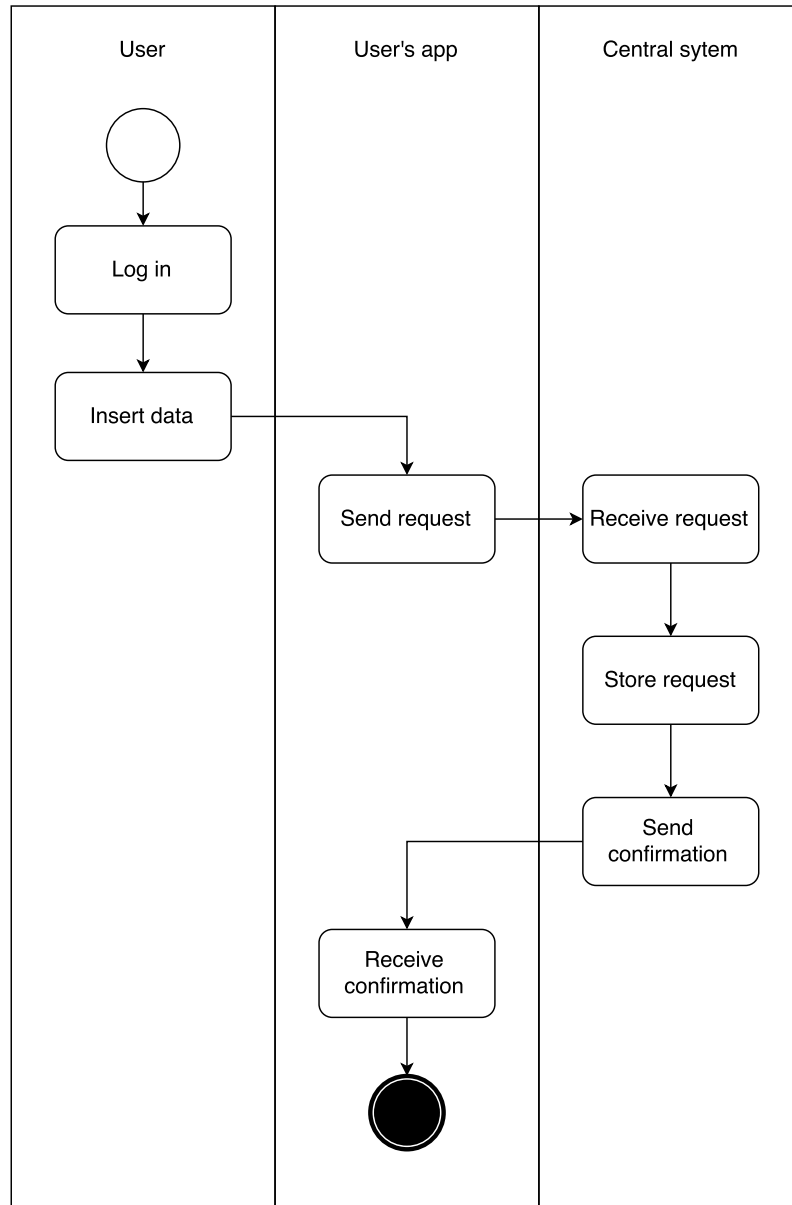 User
User's app
Central sytem
Log in
Insert data
Send request
Receive request
Store request
Send
confirmation
Receive
confirmation